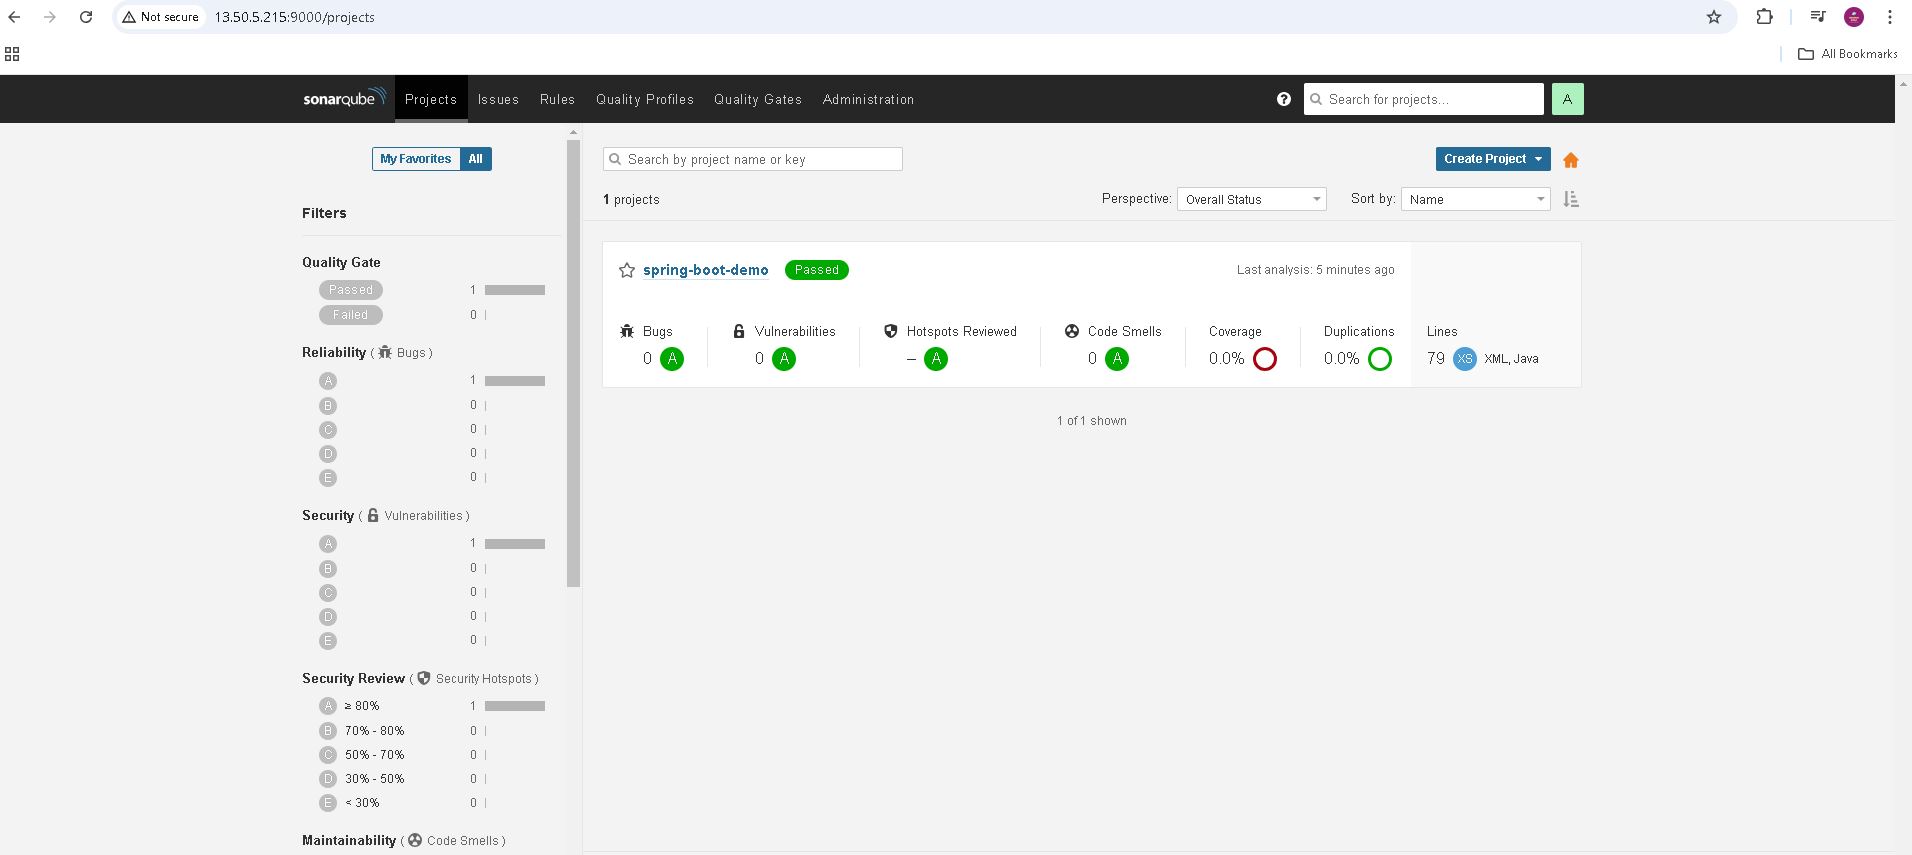 Not secure 13.50.5.215:9000/projects
All Bookmarks
sonarqube Projects Issues Rules Quality Profiles Quality Gates Administration ? Search for projects... A
My Favorites All
Search by project name or key
Create Project
1 projects
Perspective: Overall Status
Sort by: Name
Filters
Quality Gate
Passed 1
Failed 0
Reliability ( Bugs )
A 1
B 0
C 0
D 0
E 0
Security ( Vulnerabilities )
A 1
B 0
C 0
D 0
E 0
Security Review ( Security Hotspots )
A ≥ 80% 1
B 70% - 80% 0
C 50% - 70% 0
D 30% - 50% 0
E < 30% 0
Maintainability ( Code Smells )
spring-boot-demo Passed
Last analysis: 5 minutes ago
Bugs Vulnerabilities Hotspots Reviewed Code Smells Coverage Duplications Lines
0 A 0 A – A 0 A 0.0% 0.0% 79 XS XML, Java
1 of 1 shown